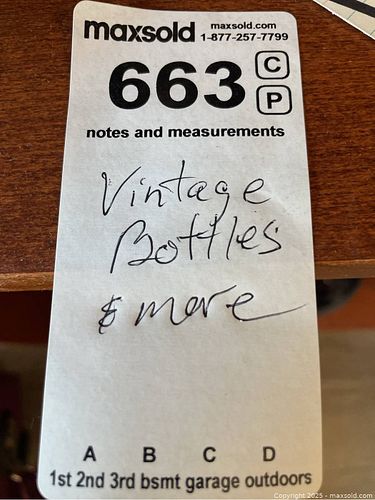 maxsold maxsold.com
1-877-257-7799
663 C
P
notes and measurements
Vintage
Bottles
& more
A B C D
1st 2nd 3rd bsmt garage outdoors
Copyright 2025 - maxsold.com